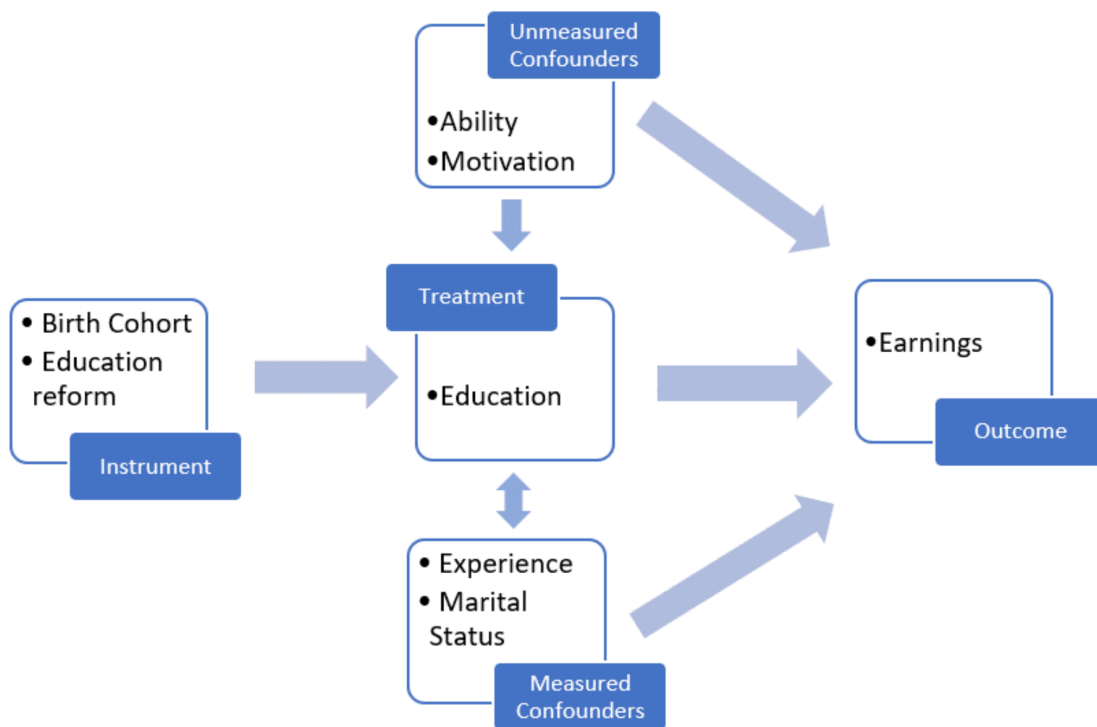 Unmeasured
Confounders
•Ability
•Motivation
Treatment
•Education
• Birth Cohort
• Education
reform
Instrument
•Earnings
Outcome
• Experience
• Marital
Status
Measured
Confounders